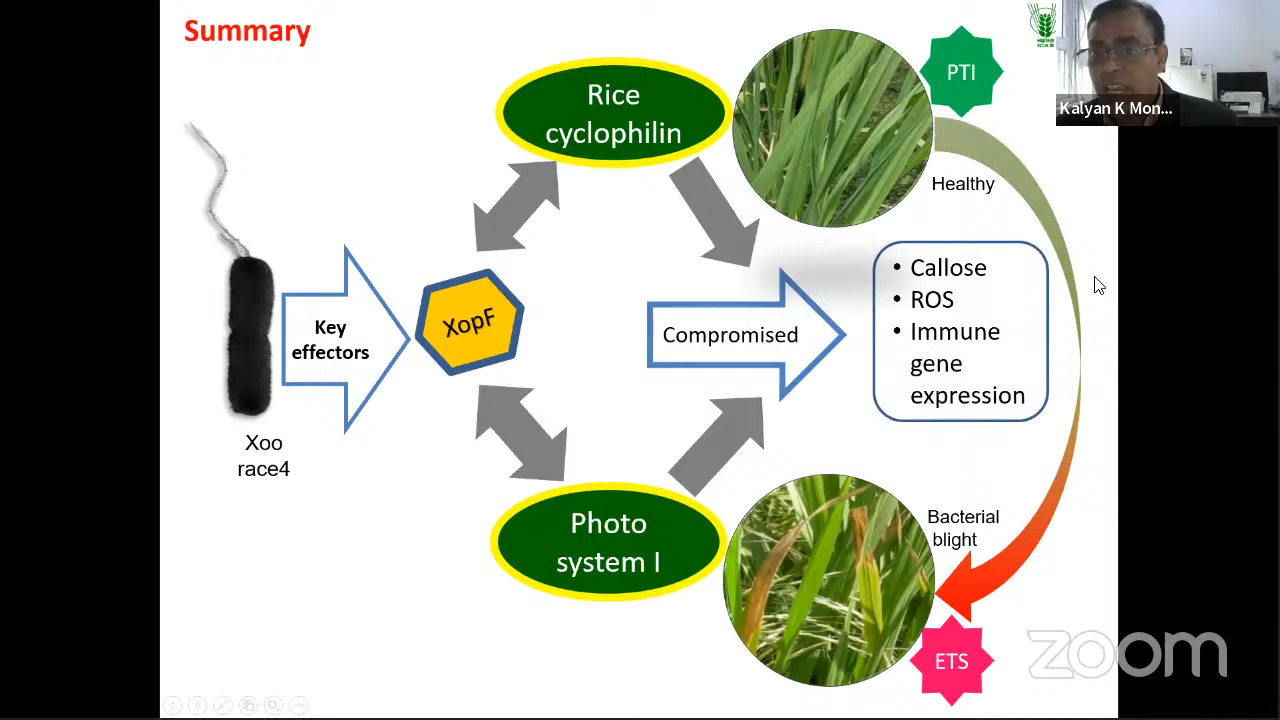 Summary
Rice
cyclophilin
PTI
ICAR
Kalyan K Mon...
Healthy
Key
effectors
XopF
Compromised
• Callose
• ROS
• Immune
gene
expression
Xoo
race4
Photo
system I
Bacterial
blight
ETS
zoom